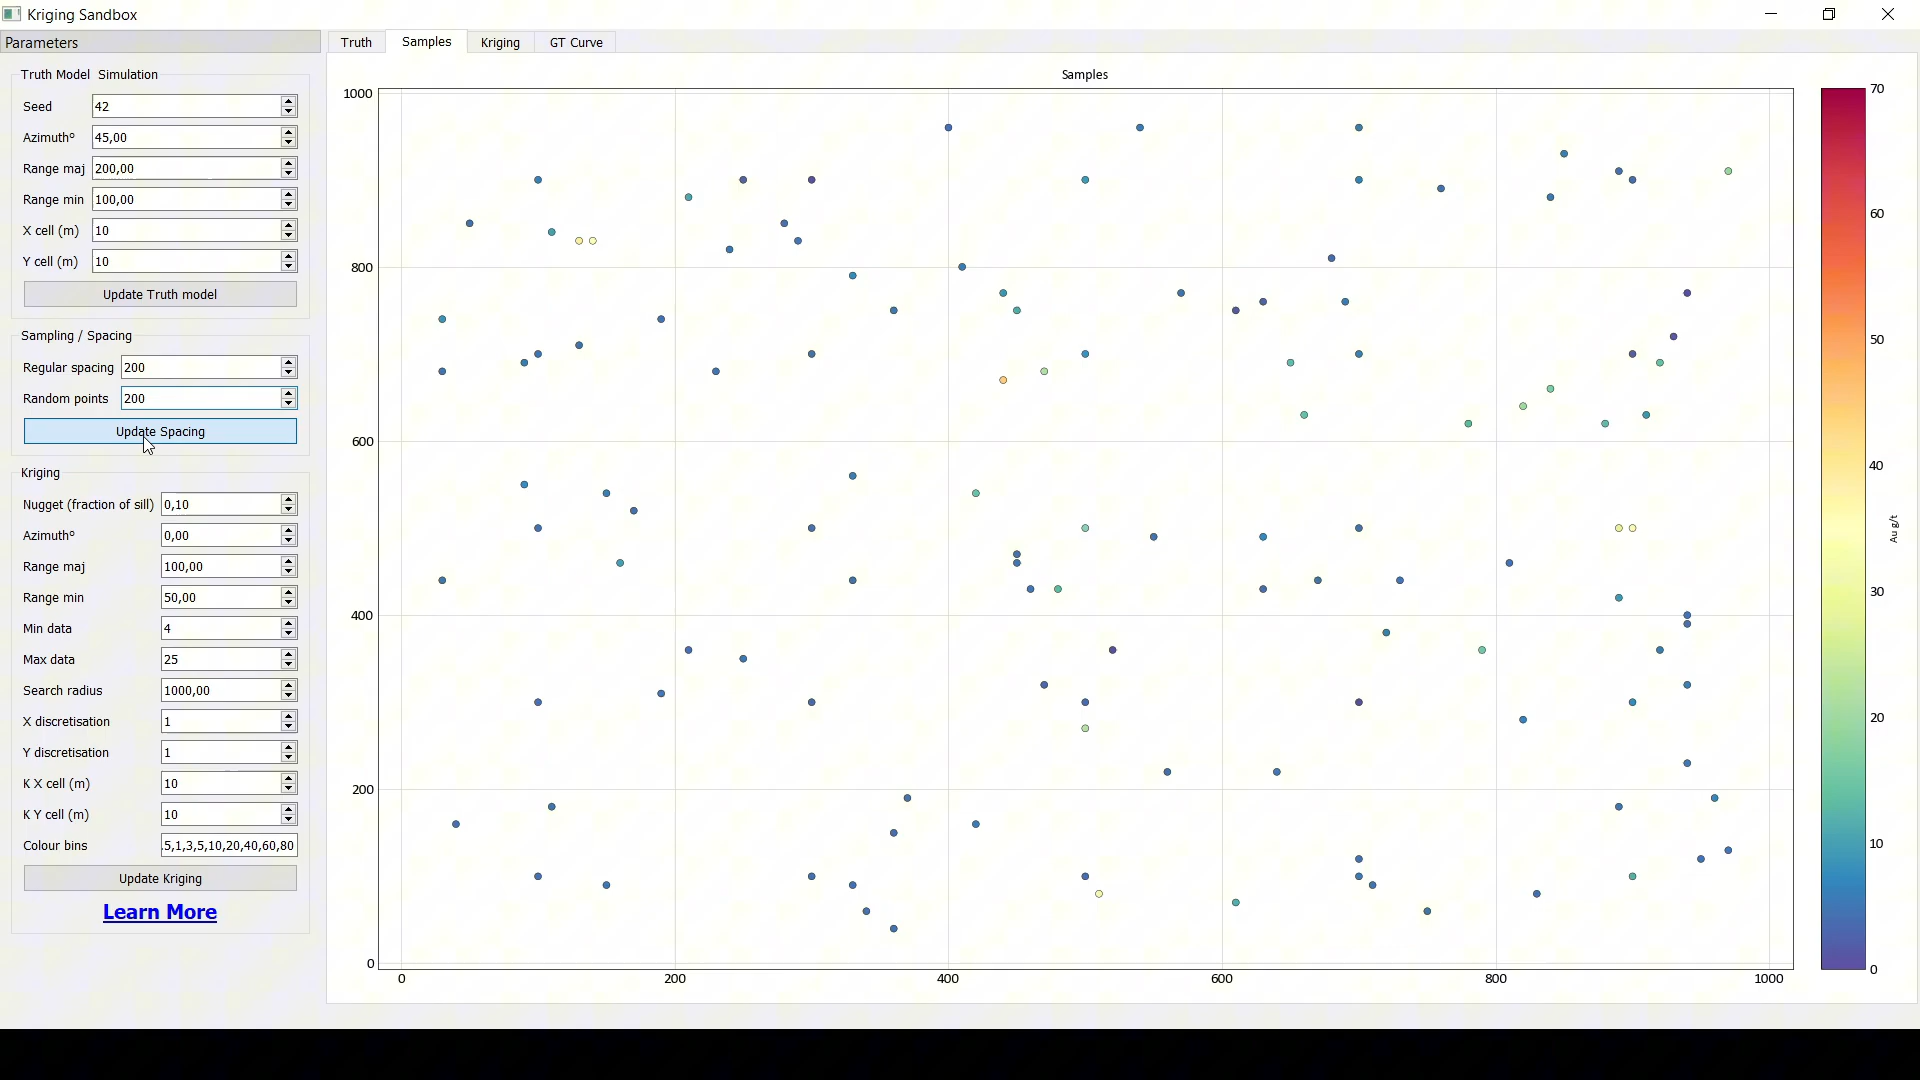 Kriging Sandbox
Parameters
Truth Samples Kriging GT Curve
Truth Model Simulation
Seed 42
Azimuth° 45,00
Range maj 200,00
Range min 100,00
X cell (m) 10
Y cell (m) 10
Update Truth model
Sampling / Spacing
Regular spacing 200
Random points 200
Update Spacing
Kriging
Nugget (fraction of sill) 0,10
Azimuth° 0,00
Range maj 100,00
Range min 50,00
Min data 4
Max data 25
Search radius 1000,00
X discretisation 1
Y discretisation 1
K X cell (m) 10
K Y cell (m) 10
Colour bins .5,1,3,5,10,20,40,60,80
Update Kriging
Learn More
Samples
1000
800
600
400
200
0
0 200 400 600 800 1000
70
60
50
40
30
20
10
0
Au g/t